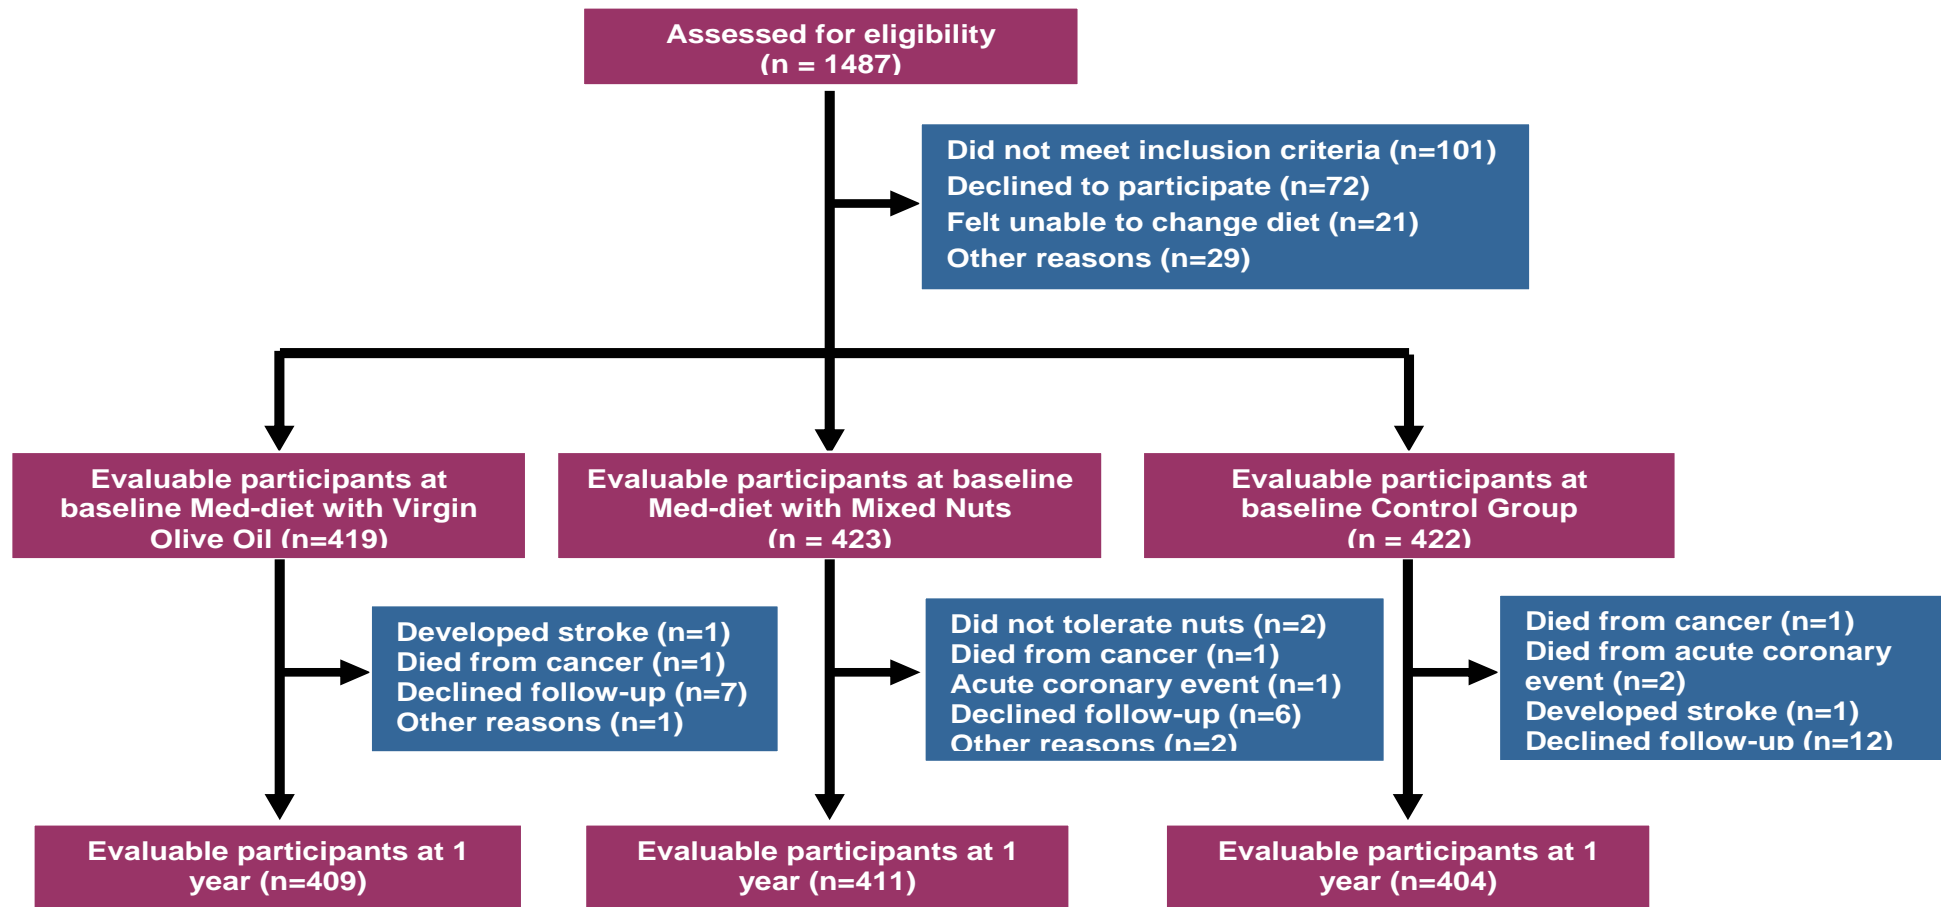 Assessed for eligibility
(n = 1487)
Did not meet inclusion criteria (n=101)
Declined to participate (n=72)
Felt unable to change diet (n=21)
Other reasons (n=29)
Evaluable participants at
baseline Med-diet with Virgin
Olive Oil (n=419)
Evaluable participants at baseline
Med-diet with Mixed Nuts
(n = 423)
Evaluable participants at
baseline Control Group
(n = 422)
Developed stroke (n=1)
Died from cancer (n=1)
Declined follow-up (n=7)
Other reasons (n=1)
Did not tolerate nuts (n=2)
Died from cancer (n=1)
Acute coronary event (n=1)
Declined follow-up (n=6)
Other reasons (n=2)
Died from cancer (n=1)
Died from acute coronary
event (n=2)
Developed stroke (n=1)
Declined follow-up (n=12)
Evaluable participants at 1
year (n=409)
Evaluable participants at 1
year (n=411)
Evaluable participants at 1
year (n=404)